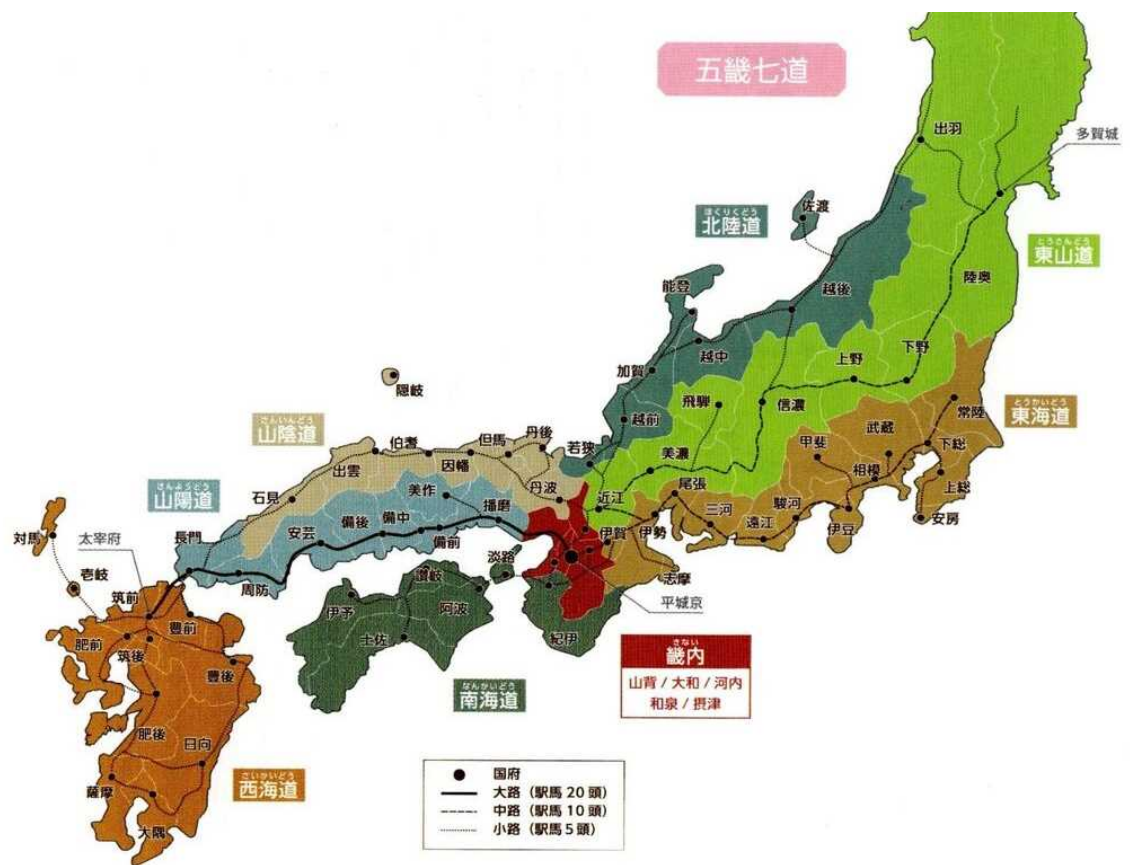 五畿七道
出羽
多賀城
佐渡
ほくりくどう
北陸道
とうさんどう
東山道
能登
越後
陸奥
越中
上野
下野
加賀
隠岐
飛騨
信濃
常陸
とうかいどう
東海道
さんいんどう
山陰道
越前
武蔵
丹後
但馬
伯耆
若狭
美濃
甲斐
下総
出雲
因幡
相模
石見
丹波
近江
尾張
上総
さんようどう
山陽道
美作
播磨
三河
駿河
備後
備中
遠江
安芸
備前
伊賀
伊勢
伊豆
安房
対馬
長門
太宰府
淡路
志摩
壱岐
讃岐
周防
筑前
平城京
伊予
阿波
豊前
肥前
土佐
紀伊
筑後
さない
畿内
豊後
山背 / 大和 / 河内
和泉 / 摂津
なんかいどう
南海道
肥後
日向
国府
さいかいどう
西海道
大路（駅馬20頭）
薩摩
中路（駅馬10頭）
小路（駅馬5頭）
大隅